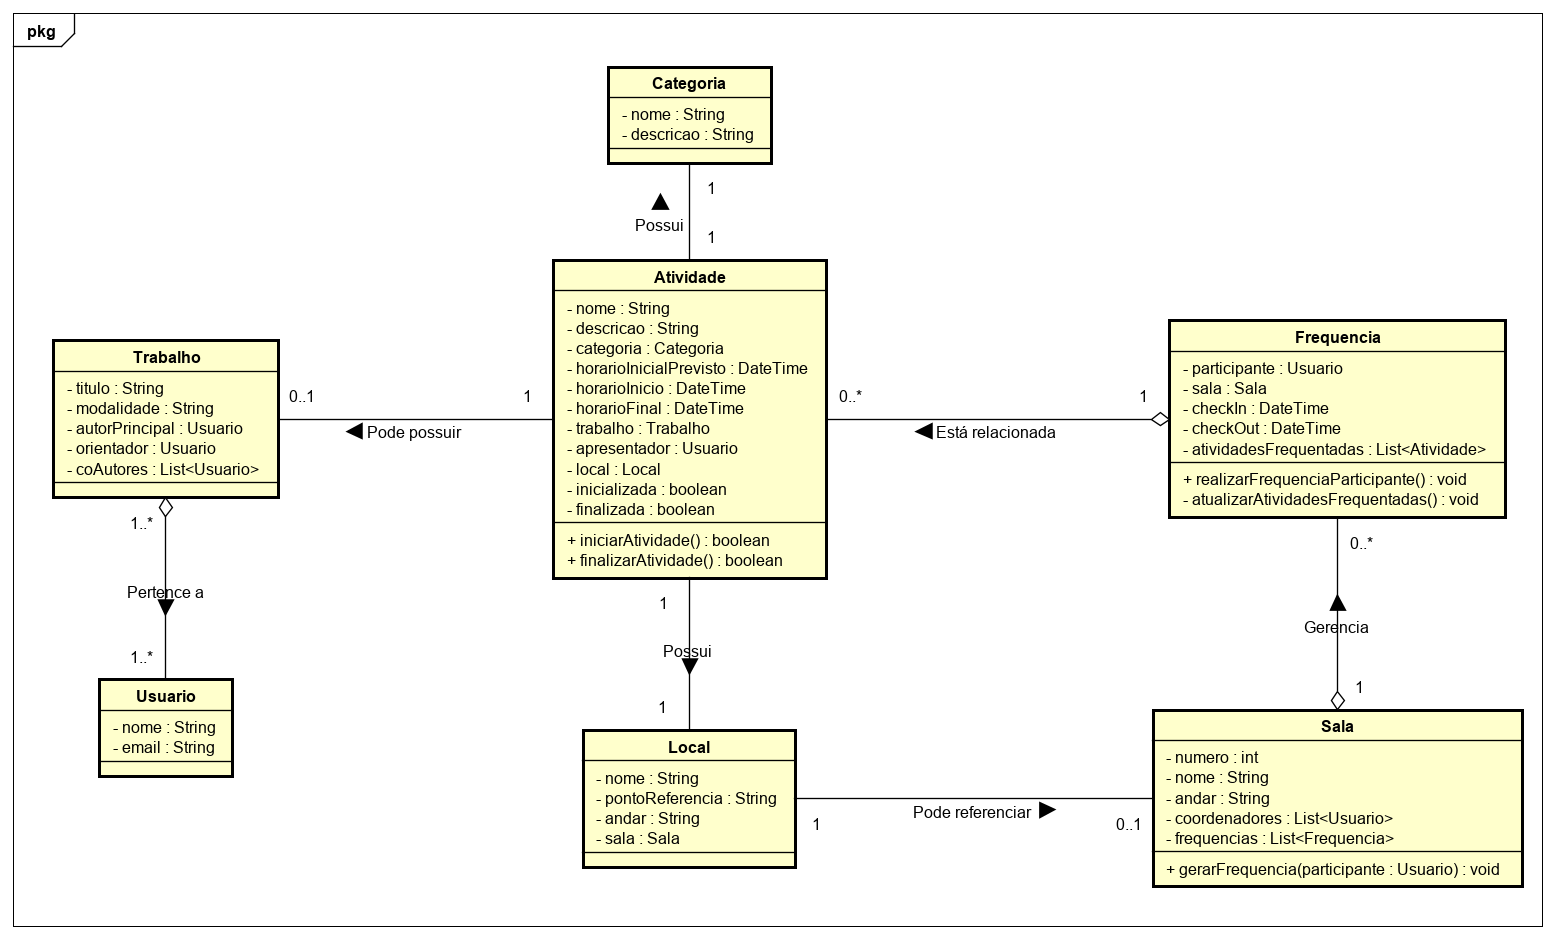 pkg
Categoria
- nome : String
- descricao : String
1
Possui
1
Atividade
- nome : String
- descricao : String
- categoria : Categoria
- horarioInicialPrevisto : DateTime
- horarioInicio : DateTime
- horarioFinal : DateTime
- trabalho : Trabalho
- apresentador : Usuario
- local : Local
- inicializada : boolean
- finalizada : boolean
+ iniciarAtividade() : boolean
+ finalizarAtividade() : boolean
Trabalho
- titulo : String
- modalidade : String
- autorPrincipal : Usuario
- orientador : Usuario
- coAutores : List<Usuario>
0..1
1
Pode possuir
0..*
1
Está relacionada
Frequencia
- participante : Usuario
- sala : Sala
- checkIn : DateTime
- checkOut : DateTime
- atividadesFrequentadas : List<Atividade>
+ realizarFrequenciaParticipante() : void
- atualizarAtividadesFrequentadas() : void
1..*
Pertence a
1..*
Usuario
- nome : String
- email : String
1
Possui
1
Local
- nome : String
- pontoReferencia : String
- andar : String
- sala : Sala
1
Pode referenciar
0..1
0..*
Gerencia
1
Sala
- numero : int
- nome : String
- andar : String
- coordenadores : List<Usuario>
- frequencias : List<Frequencia>
+ gerarFrequencia(participante : Usuario) : void